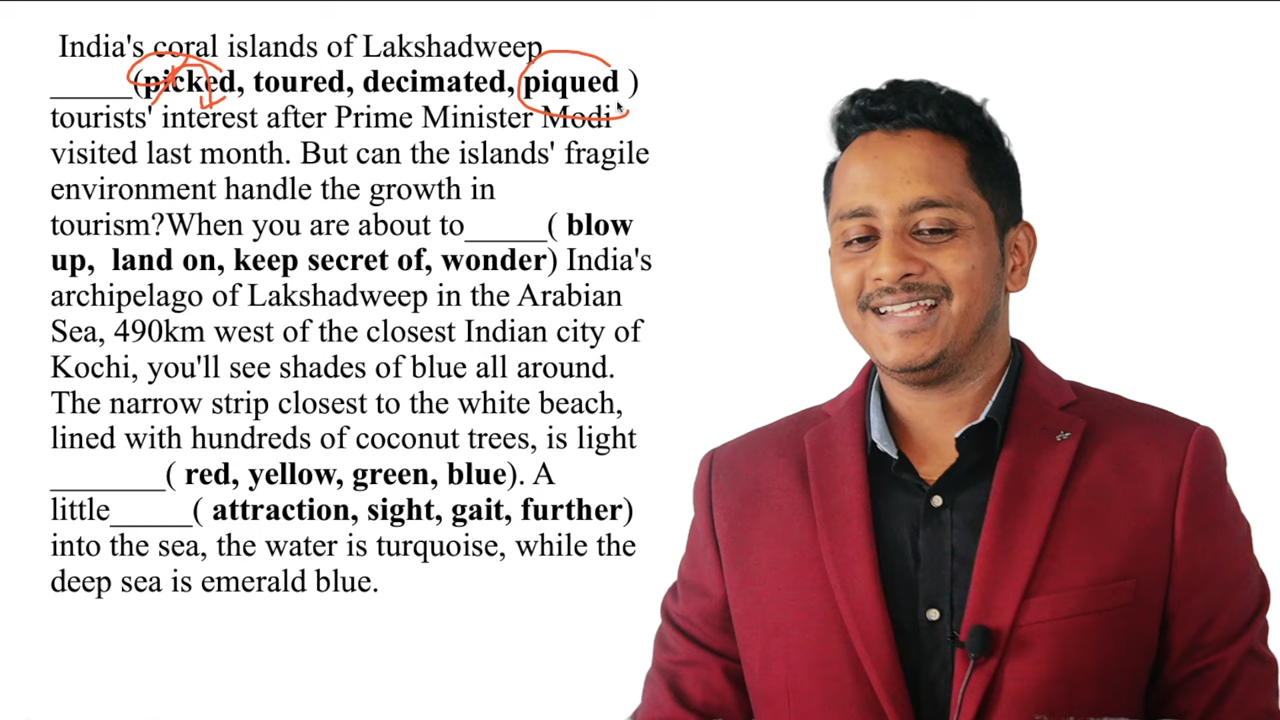 India's coral islands of Lakshadweep
_____(picked, toured, decimated, piqued )
tourists' interest after Prime Minister Modi
visited last month. But can the islands' fragile
environment handle the growth in
tourism?When you are about to_____( blow
up,  land on, keep secret of, wonder) India's
archipelago of Lakshadweep in the Arabian
Sea, 490km west of the closest Indian city of
Kochi, you'll see shades of blue all around.
The narrow strip closest to the white beach,
lined with hundreds of coconut trees, is light
_______( red, yellow, green, blue). A
little_____( attraction, sight, gait, further)
into the sea, the water is turquoise, while the
deep sea is emerald blue.